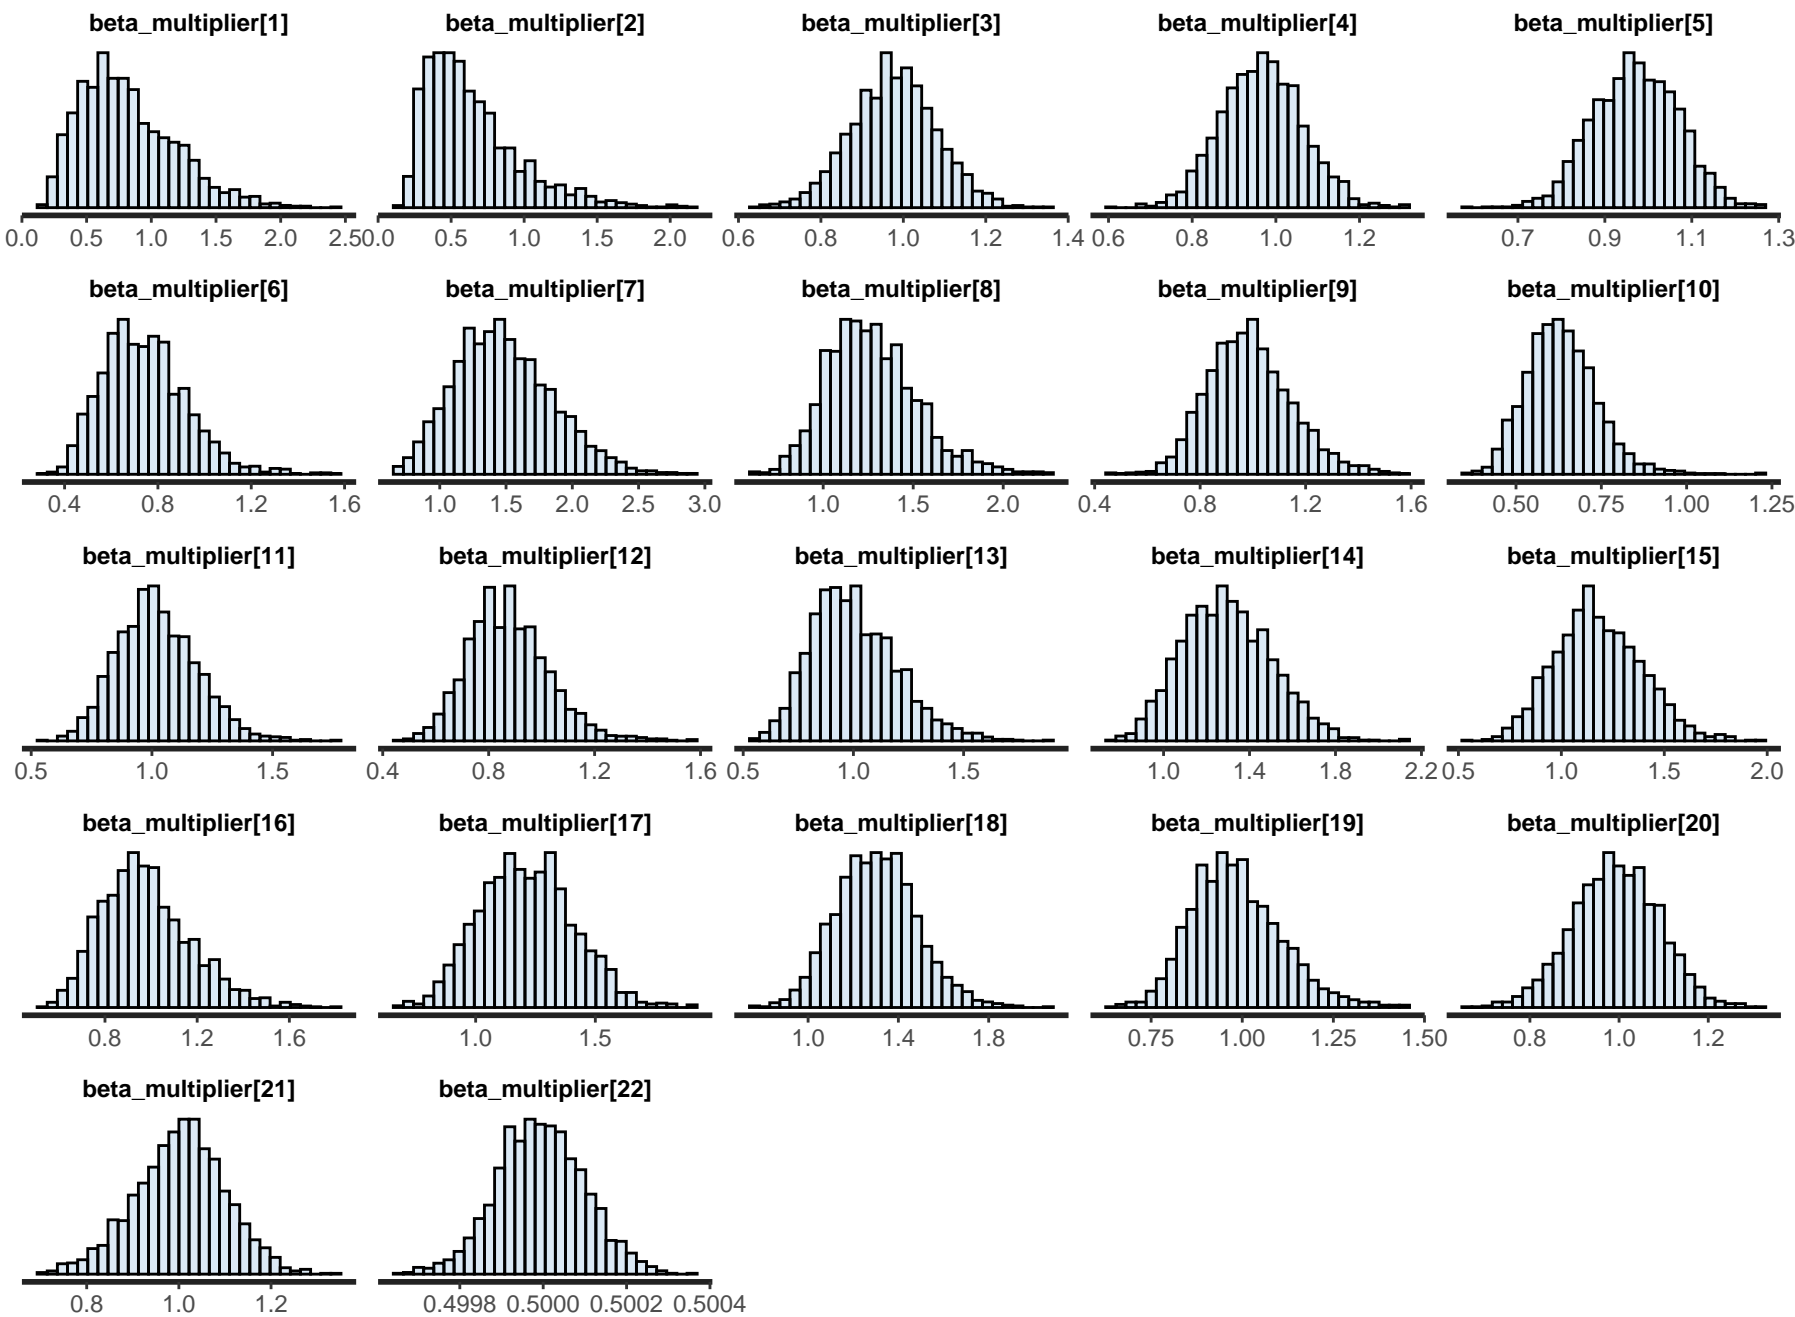 beta_multiplier[1] beta_multiplier[2] beta_multiplier[3] beta_multiplier[4] beta_multiplier[5]
0.0 0.5 1.0 1.5 2.0 2.5 0.0 0.5 1.0 1.5 2.0 0.6 0.8 1.0 1.2 1.4 0.6 0.8 1.0 1.2 0.7 0.9 1.1 1.3
beta_multiplier[6] beta_multiplier[7] beta_multiplier[8] beta_multiplier[9] beta_multiplier[10]
0.4 0.8 1.2 1.6 1.0 1.5 2.0 2.5 3.0 1.0 1.5 2.0 0.4 0.8 1.2 1.6 0.50 0.75 1.00 1.25
beta_multiplier[11] beta_multiplier[12] beta_multiplier[13] beta_multiplier[14] beta_multiplier[15]
0.5 1.0 1.5 0.4 0.8 1.2 1.6 0.5 1.0 1.5 1.0 1.4 1.8 2.2 0.5 1.0 1.5 2.0
beta_multiplier[16] beta_multiplier[17] beta_multiplier[18] beta_multiplier[19] beta_multiplier[20]
0.8 1.2 1.6 1.0 1.5 1.0 1.4 1.8 0.75 1.00 1.25 1.50 0.8 1.0 1.2
beta_multiplier[21] beta_multiplier[22]
0.8 1.0 1.2 0.4998 0.5000 0.5002 0.5004